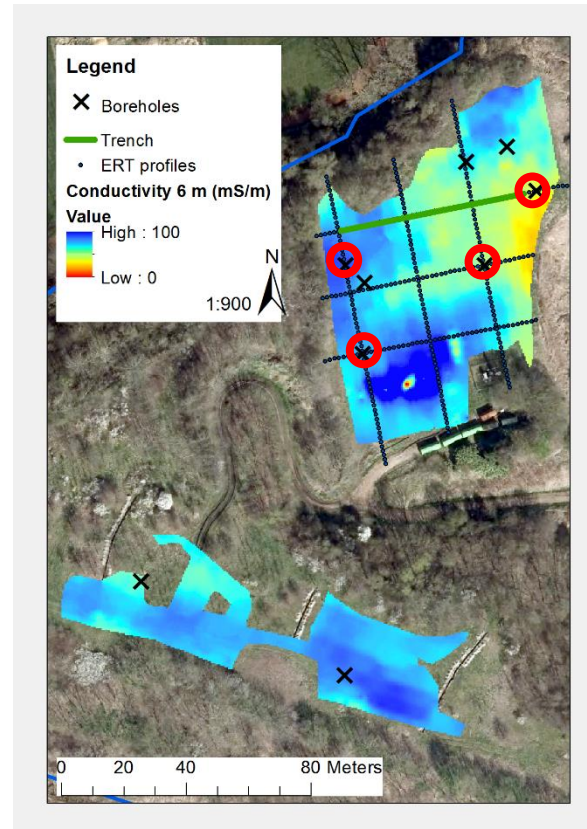 Legend
Boreholes
Trench
ERT profiles
Conductivity 6 m (mS/m)
Value
High : 100
Low : 0
N
1:900
0 20 40 80 Meters